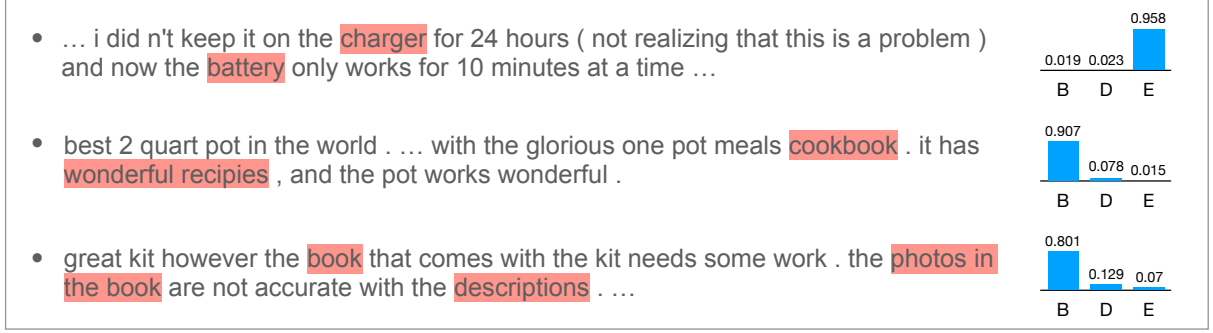 • … i did n't keep it on the charger for 24 hours ( not realizing that this is a problem )
and now the battery only works for 10 minutes at a time …
0.958
0.019 0.023
B D E
• best 2 quart pot in the world . … with the glorious one pot meals cookbook . it has
wonderful recipies , and the pot works wonderful .
0.907
0.078 0.015
B D E
• great kit however the book that comes with the kit needs some work . the photos in
the book are not accurate with the descriptions . …
0.801
0.129 0.07
B D E